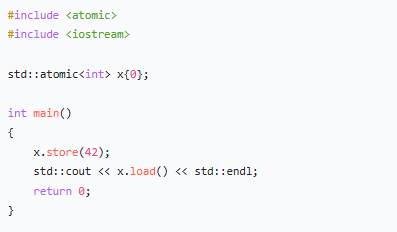 #include <atomic>
#include <iostream>

std::atomic<int> x{0};

int main()
{
    x.store(42);
    std::cout << x.load() << std::endl;
    return 0;
}